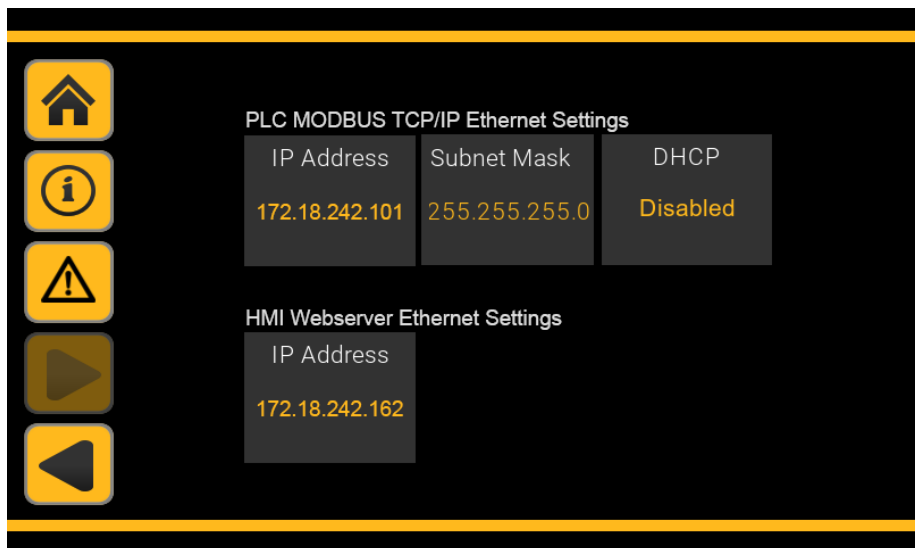 PLC MODBUS TCP/IP Ethernet Settings
IP Address Subnet Mask DHCP
172.18.242.101 255.255.255.0 Disabled
HMI Webserver Ethernet Settings
IP Address
172.18.242.162